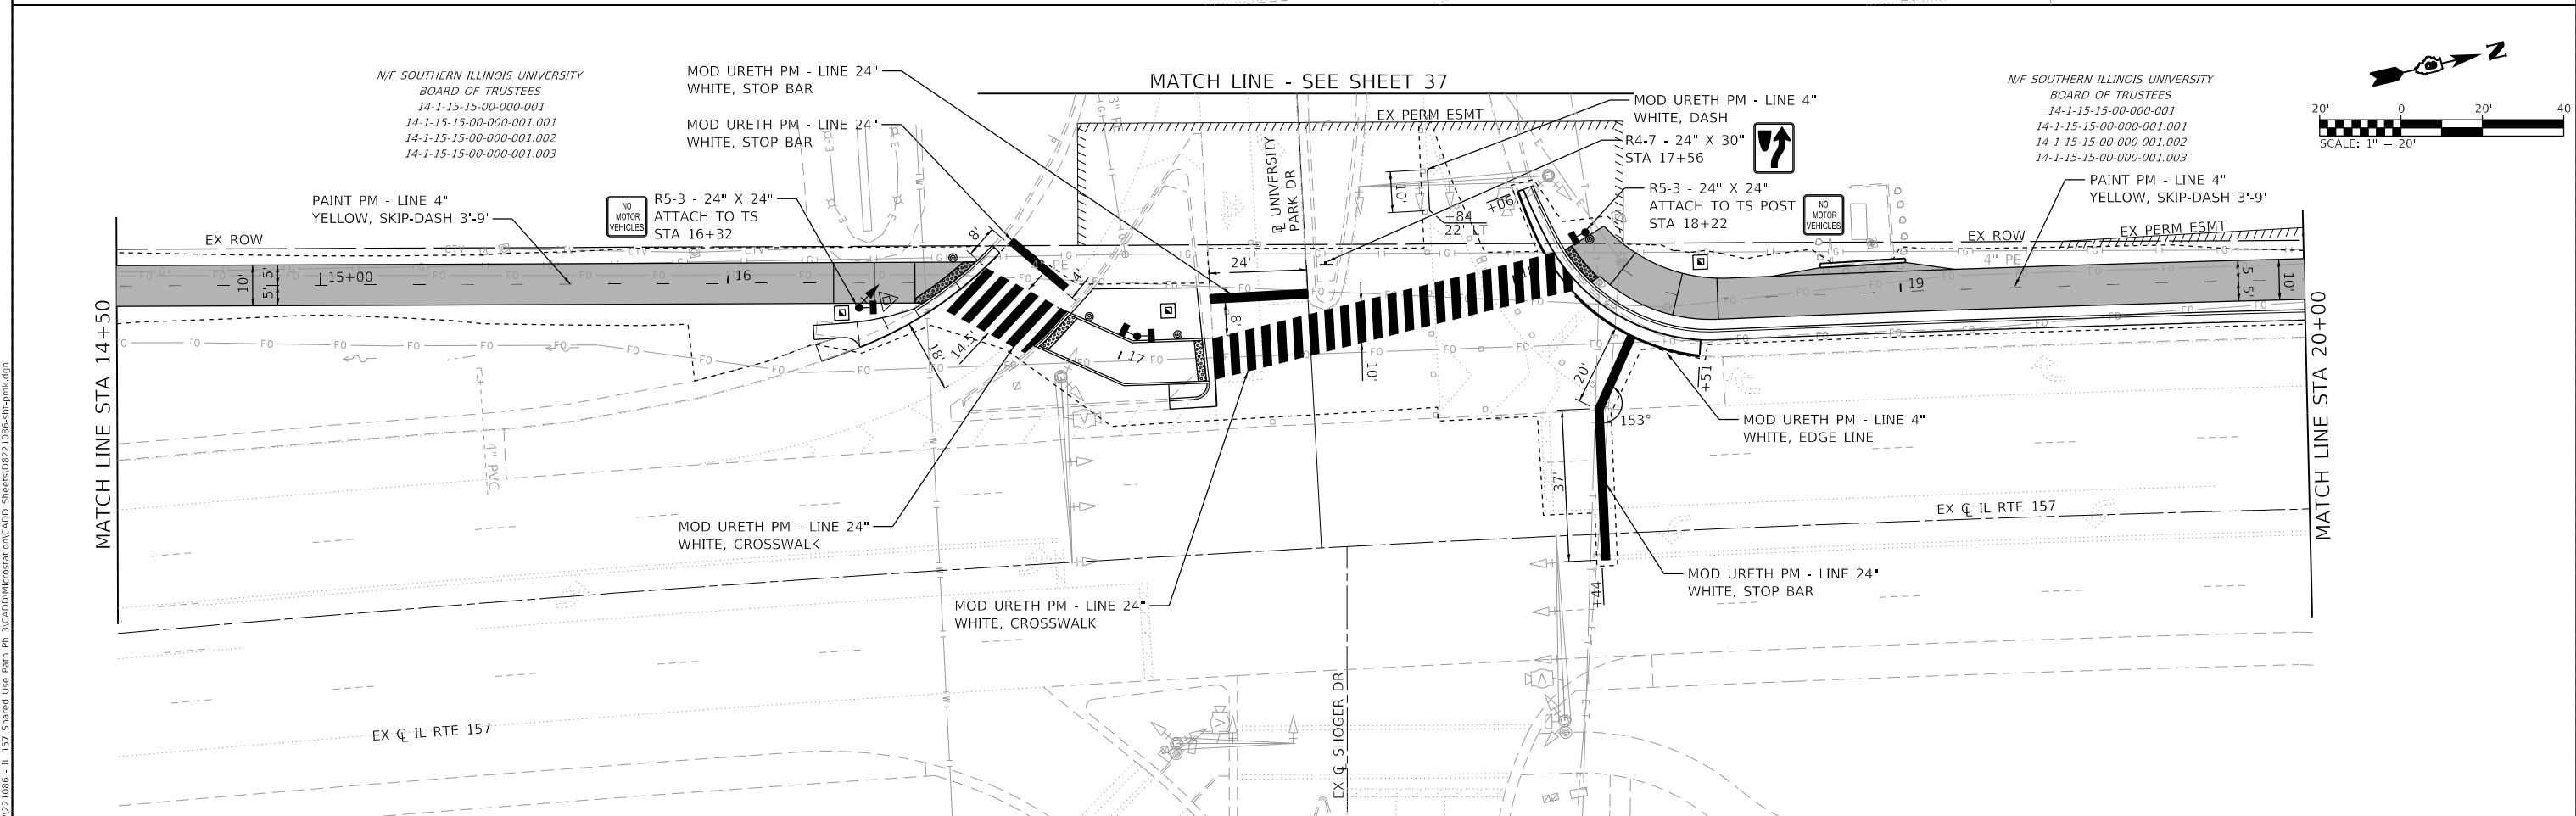 MATCH LINE - SEE SHEET 37
N/F SOUTHERN ILLINOIS UNIVERSITY
BOARD OF TRUSTEES
14-1-15-15-00-000-001
14-1-15-15-00-000-001.001
14-1-15-15-00-000-001.002
14-1-15-15-00-000-001.003
MOD URETH PM - LINE 24"
WHITE, STOP BAR
MOD URETH PM - LINE 24"
WHITE, STOP BAR
PAINT PM - LINE 4"
YELLOW, SKIP-DASH 3'-9'
NO
MOTOR
VEHICLES
R5-3 - 24" X 24"
ATTACH TO TS
STA 16+32
EX ROW
EX PERM ESMT
MOD URETH PM - LINE 4"
WHITE, DASH
R4-7 - 24" X 30"
STA 17+56
R5-3 - 24" X 24"
ATTACH TO TS POST
STA 18+22
NO
MOTOR
VEHICLES
N/F SOUTHERN ILLINOIS UNIVERSITY
BOARD OF TRUSTEES
14-1-15-15-00-000-001
14-1-15-15-00-000-001.001
14-1-15-15-00-000-001.002
14-1-15-15-00-000-001.003
PAINT PM - LINE 4"
YELLOW, SKIP-DASH 3'-9'
EX ROW
EX PERM ESMT
N
20' 0 20' 40'
SCALE: 1" = 20'
UNIVERSITY
PARK DR
10'
+84
22' LT
+06
8'
4'
24'
8'
10'
5'
5'
15+00
16
17
19
4" PE
18'
14.5'
10'
20'
153°
37'
+51
+44
5'
5'
10'
4" PVC
MATCH LINE STA 14+50
MATCH LINE STA 20+00
MOD URETH PM - LINE 4"
WHITE, EDGE LINE
MOD URETH PM - LINE 24"
WHITE, CROSSWALK
MOD URETH PM - LINE 24"
WHITE, CROSSWALK
MOD URETH PM - LINE 24"
WHITE, STOP BAR
EX CL IL RTE 157
EX CL IL RTE 157
EX CL SHOGER DR